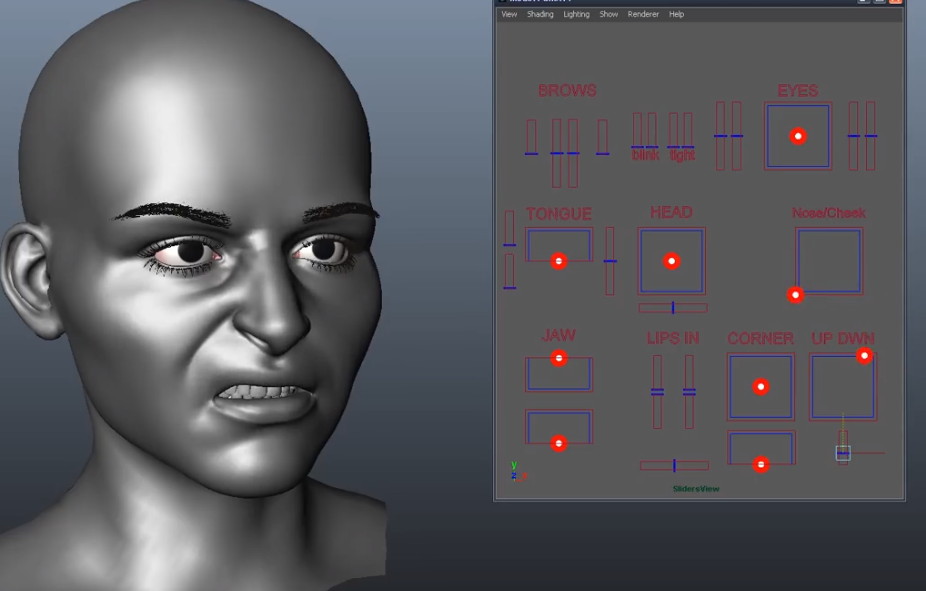 View Shading Lighting Show Renderer Help
BROWS
EYES
blink tight
TONGUE
HEAD
Nose/Cheek
JAW
LIPS IN
CORNER
UP DWN
y
z
SlidersView